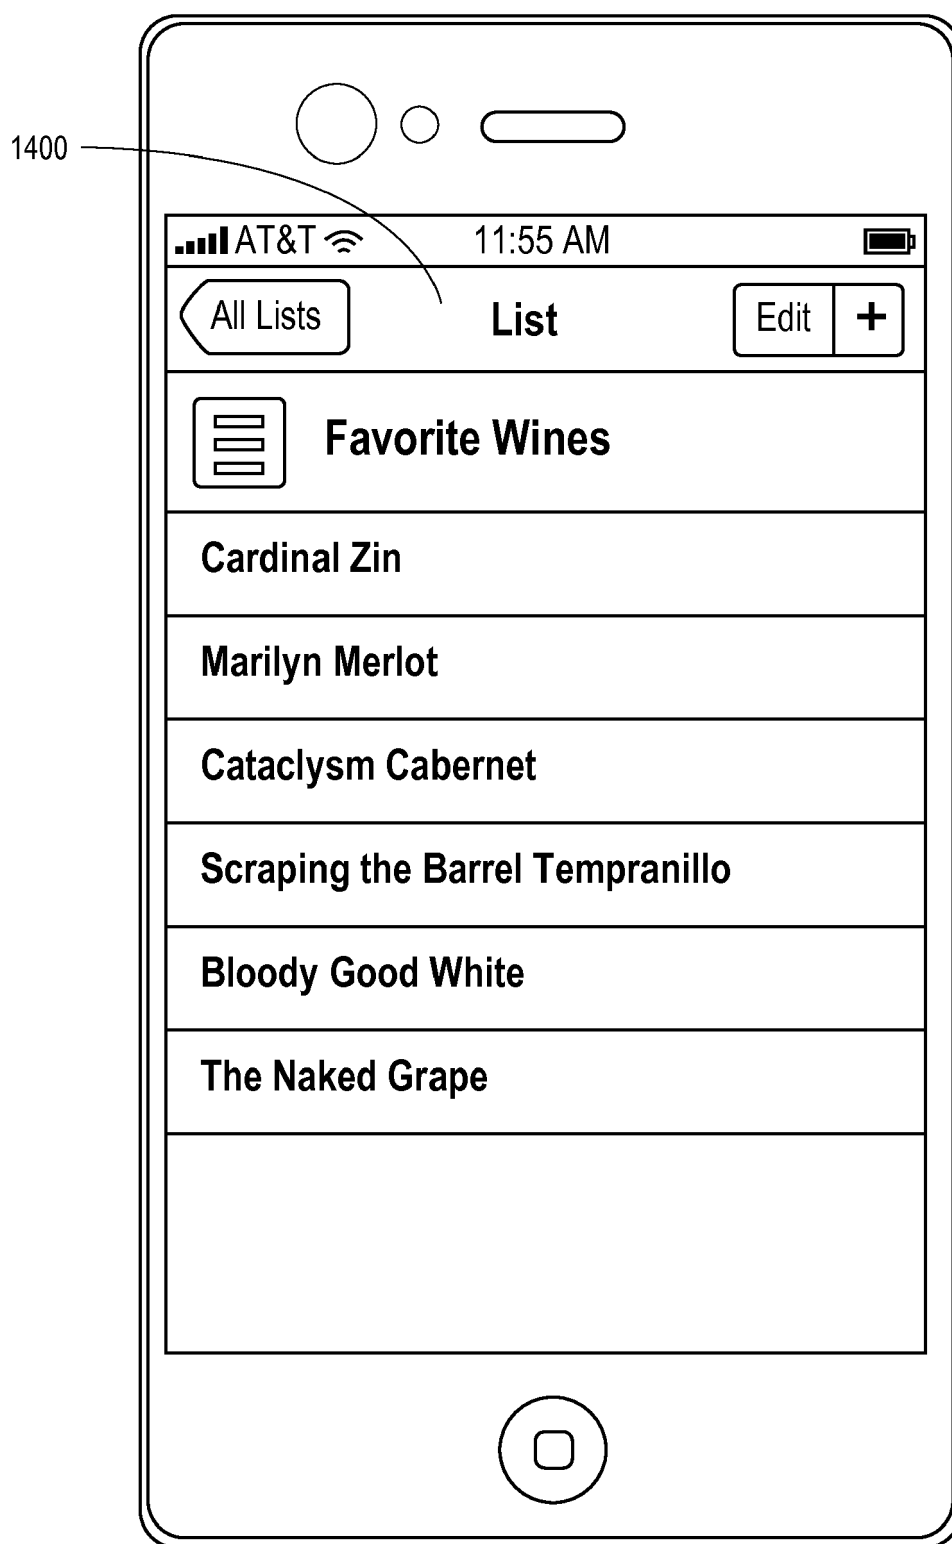 1400
AT&T 11:55 AM
All Lists List Edit +
Favorite Wines
Cardinal Zin
Marilyn Merlot
Cataclysm Cabernet
Scraping the Barrel Tempranillo
Bloody Good White
The Naked Grape